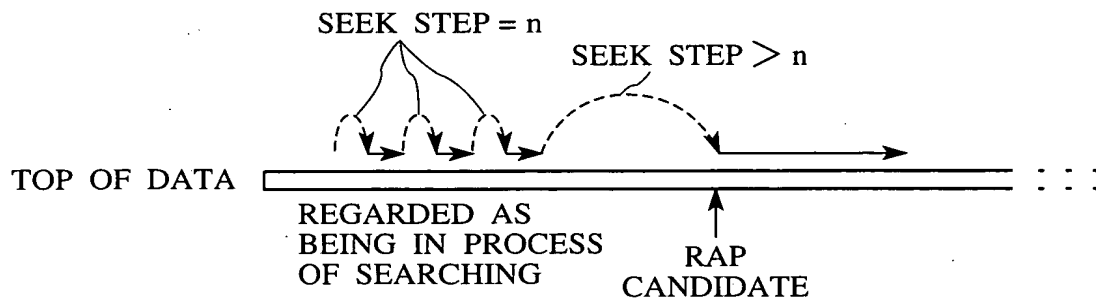 SEEK STEP = n
SEEK STEP > n
TOP OF DATA
REGARDED AS
BEING IN PROCESS
OF SEARCHING
RAP
CANDIDATE